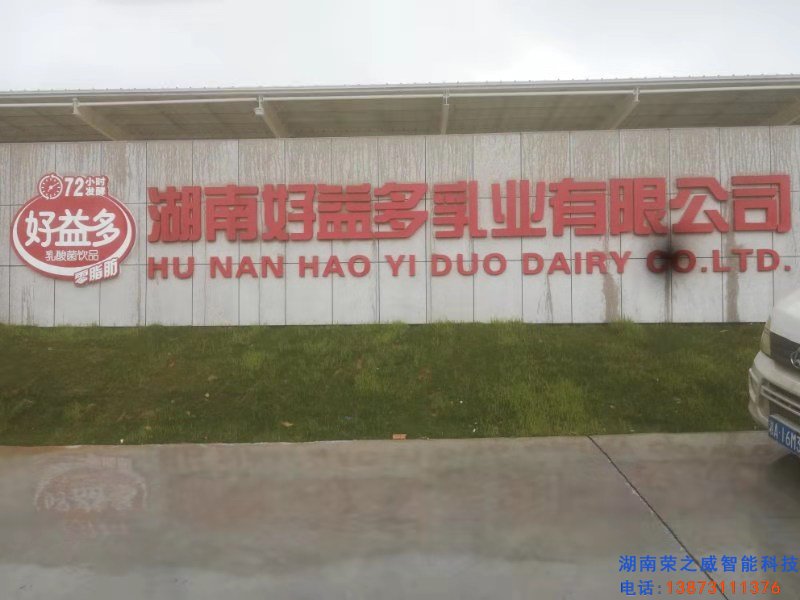 72小时发酵
好益多
乳酸菌饮品
零脂肪
湖南好益多乳业有限公司
HU NAN HAO YI DUO DAIRY CO.LTD.
A·16M
湖南荣之威智能科技
电话:13973111376